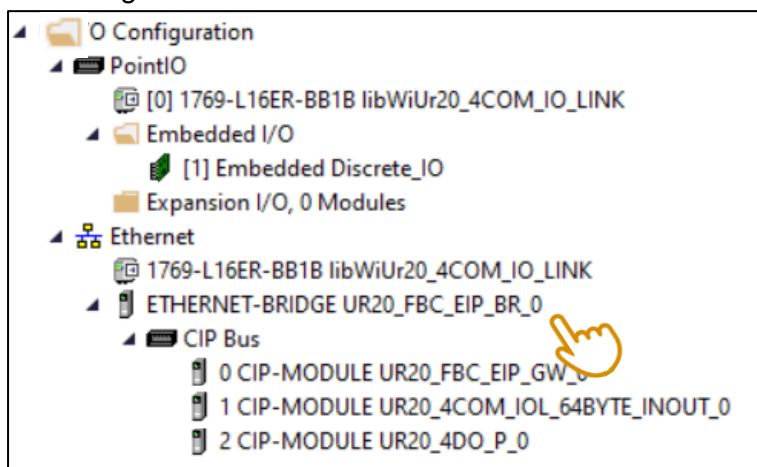 O Configuration
PointIO
[0] 1769-L16ER-BB1B libWiUr20_4COM_IO_LINK
Embedded I/O
[1] Embedded Discrete_IO
Expansion I/O, 0 Modules
Ethernet
1769-L16ER-BB1B libWiUr20_4COM_IO_LINK
ETHERNET-BRIDGE UR20_FBC_EIP_BR_0
CIP Bus
0 CIP-MODULE UR20_FBC_EIP_GW_0
1 CIP-MODULE UR20_4COM_IOL_64BYTE_INOUT_0
2 CIP-MODULE UR20_4DO_P_0